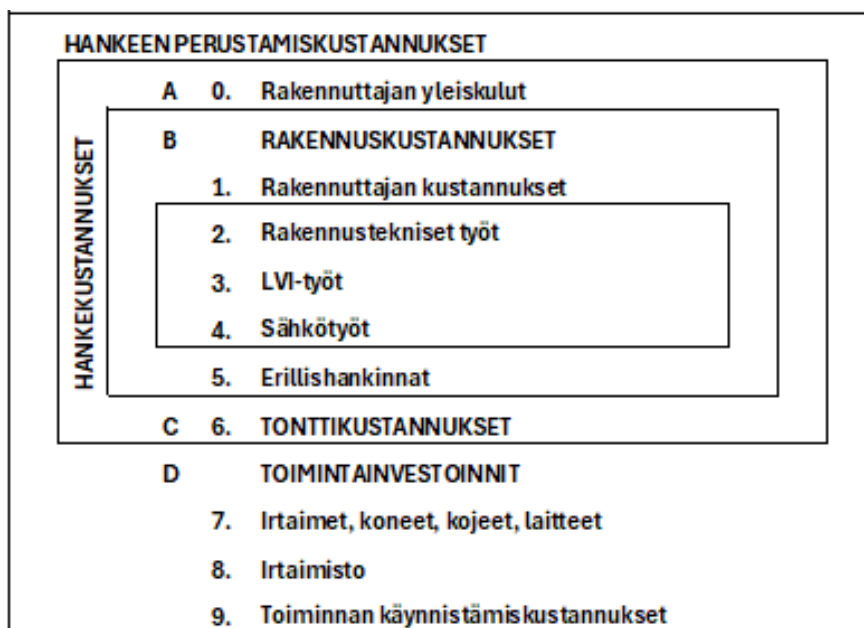 HANKEEN PERUSTAMISKUSTANNUKSET
HANKEKUSTANNUKSET
A 0. Rakennuttajan yleiskulut
B RAKENNUSKUSTANNUKSET
1. Rakennuttajan kustannukset
2. Rakennustekniset työt
3. LVI-työt
4. Sähkötyöt
5. Erillishankinnat
C 6. TONTTIKUSTANNUKSET
D TOIMINTAINVESTOINNIT
7. Irtaimet, koneet, kojeet, laitteet
8. Irtaimisto
9. Toiminnan käynnistämiskustannukset